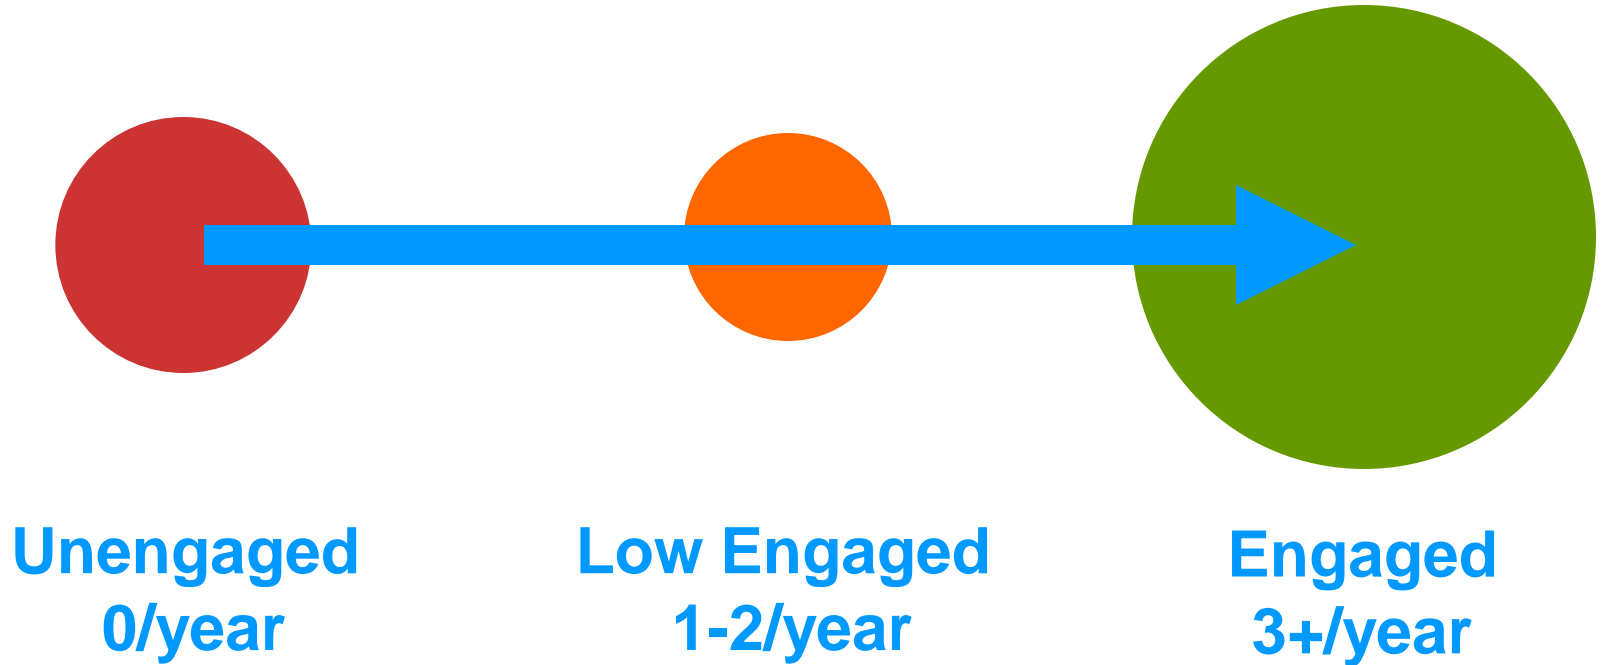 Unengaged
0/year
Low Engaged
1-2/year
Engaged
3+/year